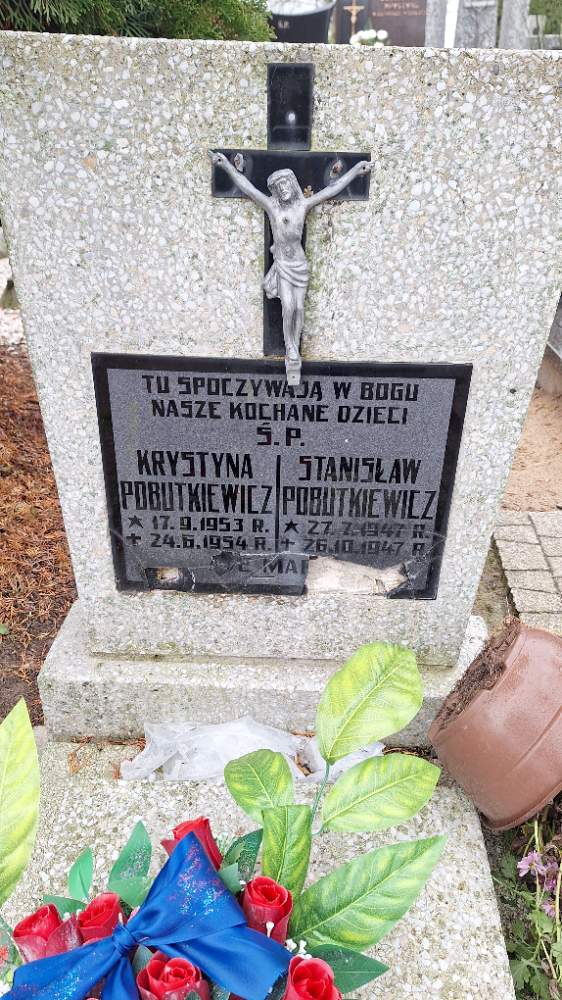 TU SPOCZYWAJĄ W BOGU
NASZE KOCHANE DZIECI
Ś.P.
KRYSTYNA
POBUTKIEWICZ
* 17.9.1953 R.
+ 24.6.1954 R.
STANISŁAW
POBUTKIEWICZ
* 27.7.1947 R.
+ 26.10.1947 R.